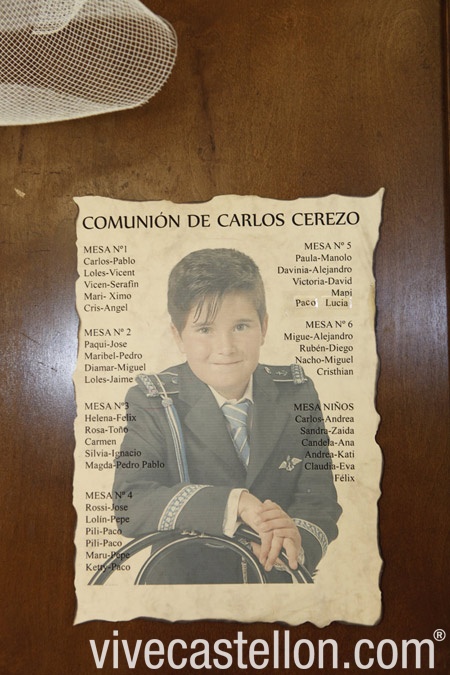 COMUNIÓN DE CARLOS CEREZO
MESA Nº1
Carlos-Pablo
Loles-Vicent
Vicen-Serafin
Mari- Ximo
Cris-Angel
MESA Nº 2
Paqui-Jose
Maribel-Pedro
Diamar-Miguel
Loles-Jaime
MESA Nº3
Helena-Felix
Rosa-Toño
Carmen
Silvia-Ignacio
Magda-Pedro Pablo
MESA Nº 4
Rossi-Jose
Lolín-Pepe
Pili-Paco
Pili-Paco
Maru-Pepe
Ketty-Paco
MESA Nº 5
Paula-Manolo
Davinia-Alejandro
Victoria-David
Mapi
Paco Lucia
MESA Nº 6
Migue-Alejandro
Rubén-Diego
Nacho-Miguel
Cristhian
MESA NIÑOS
Carlos-Andrea
Sandra-Zaida
Candela-Ana
Andrea-Kati
Claudia-Eva
Félix
vivecastellon.com®